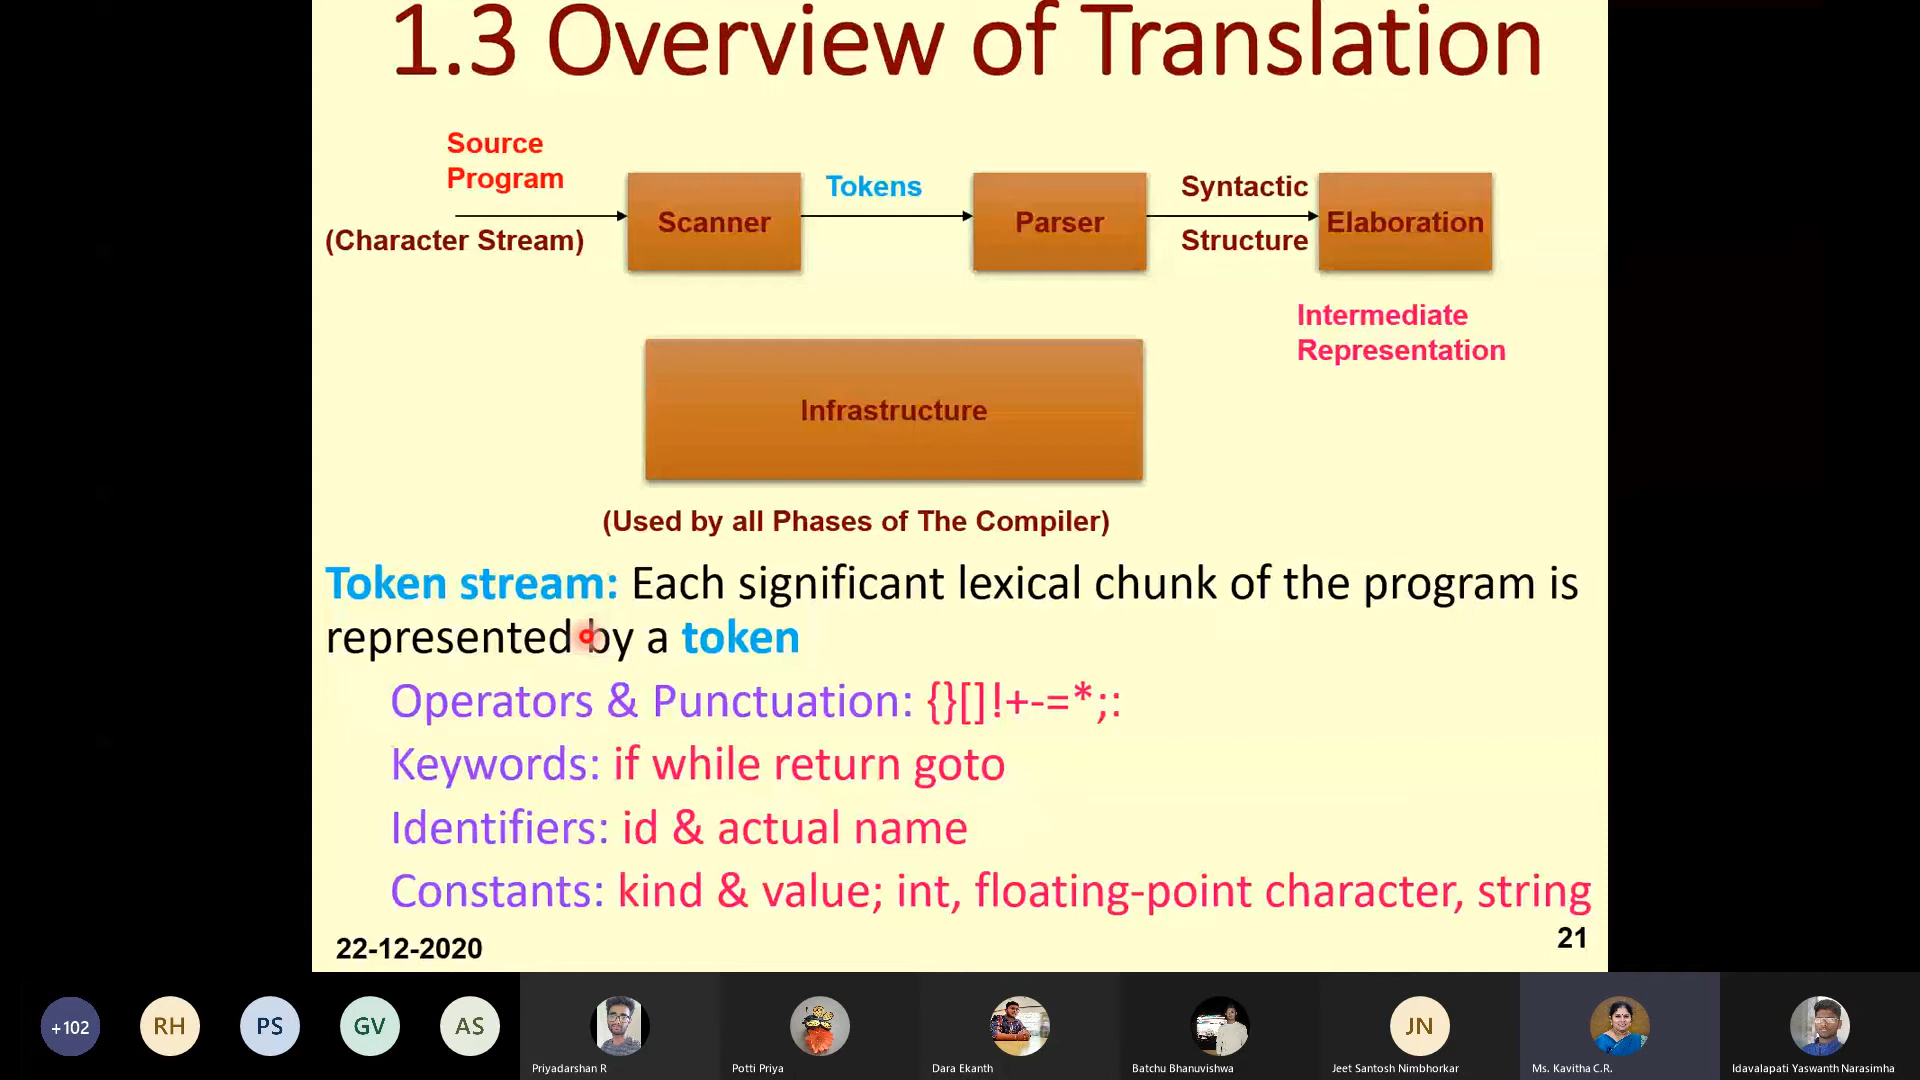 1.3 Overview of Translation
Source
Program
(Character Stream)
Scanner
Tokens
Parser
Syntactic
Structure
Elaboration
Intermediate
Representation
Infrastructure
(Used by all Phases of The Compiler)
Token stream: Each significant lexical chunk of the program is
represented by a token
Operators & Punctuation: {}[]!+-=*;:
Keywords: if while return goto
Identifiers: id & actual name
Constants: kind & value; int, floating-point character, string
22-12-2020
21
+102
RH
PS
GV
AS
JN
Priyadarshan R
Potti Priya
Dara Ekanth
Batchu Bhanuvishwa
Jeet Santosh Nimbhorkar
Ms. Kavitha C.R.
Idavalapati Yaswanth Narasimha